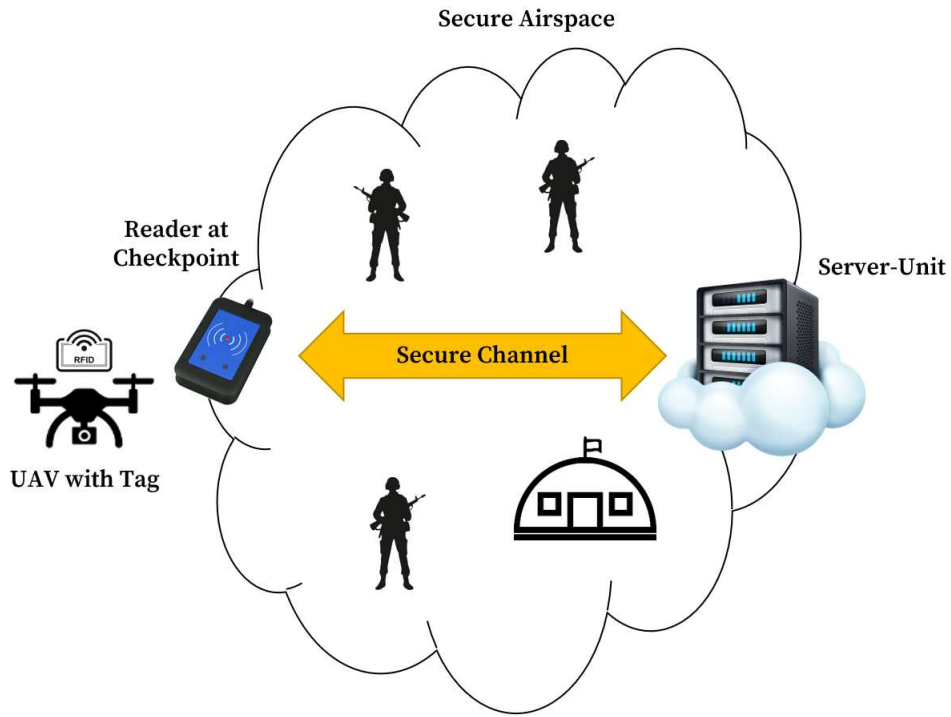 Secure Airspace
Reader at
Checkpoint
Server-Unit
RFID
Secure Channel
UAV with Tag